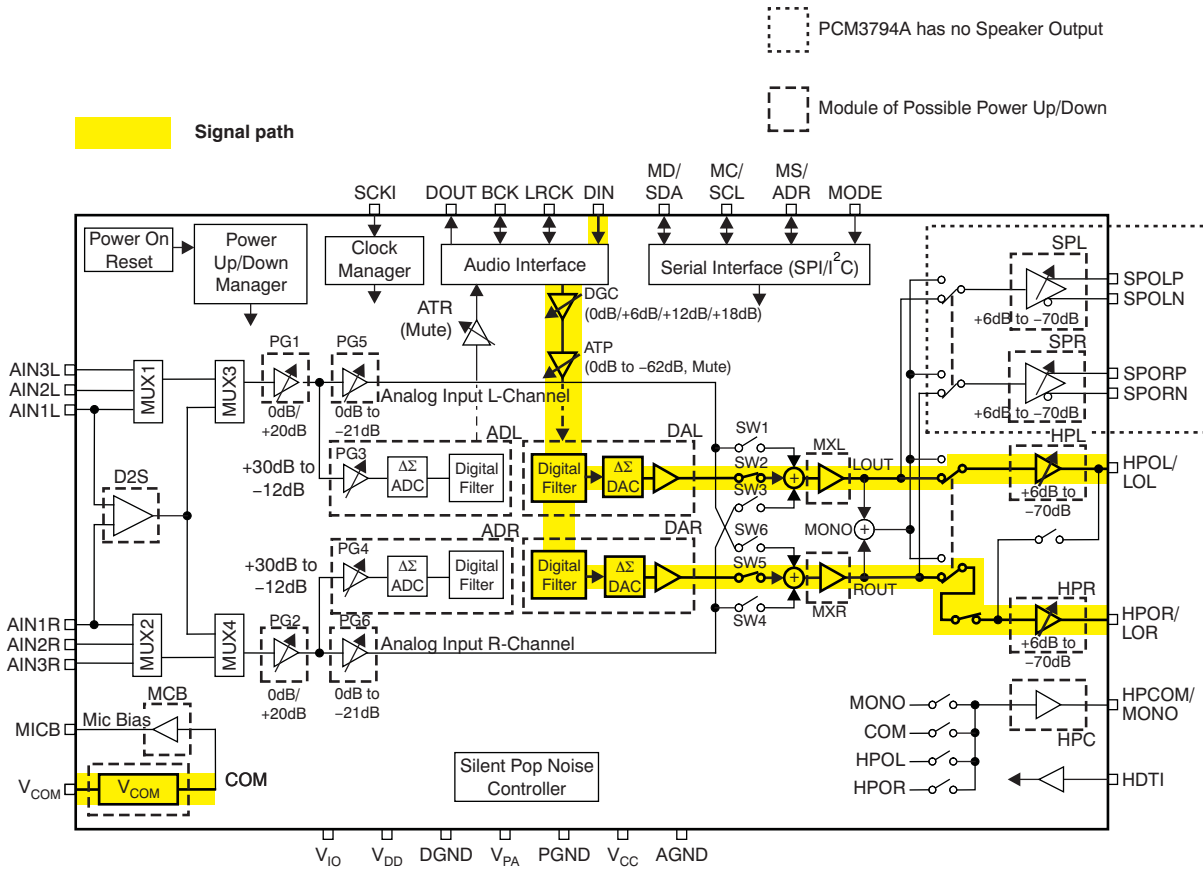 PCM3794A has no Speaker Output
Module of Possible Power Up/Down
Signal path
SCKI
DOUT
BCK
LRCK
DIN
MD/
SDA
MC/
SCL
MS/
ADR
MODE
Power On
Reset
Power
Up/Down
Manager
Clock
Manager
Audio Interface
Serial Interface (SPI/I2C)
ATR
(Mute)
DGC
(0dB/+6dB/+12dB/+18dB)
ATP
(0dB to −62dB, Mute)
SPL
+6dB to −70dB
SPOLP
SPOLN
SPR
+6dB to −70dB
SPORP
SPORN
AIN3L
AIN2L
AIN1L
MUX1
MUX3
PG1
0dB/
+20dB
PG5
0dB to
−21dB
Analog Input L-Channel
ADL
+30dB to
−12dB
PG3
ΔΣ
ADC
Digital
Filter
DAL
Digital
Filter
ΔΣ
DAC
SW1
SW2
SW3
MXL
LOUT
HPL
+6dB to
−70dB
HPOL/
LOL
D2S
MONO
ADR
+30dB to
−12dB
PG4
ΔΣ
ADC
Digital
Filter
DAR
Digital
Filter
ΔΣ
DAC
SW6
SW5
SW4
MXR
ROUT
HPR
+6dB to
−70dB
HPOR/
LOR
AIN1R
AIN2R
AIN3R
MUX2
MUX4
PG2
0dB/
+20dB
PG6
0dB to
−21dB
Analog Input R-Channel
MICB
Mic Bias
MCB
VCOM
VCOM
COM
Silent Pop Noise
Controller
MONO
COM
HPOL
HPOR
HPC
HPCOM/
MONO
HDTI
VIO
VDD
DGND
VPA
PGND
VCC
AGND